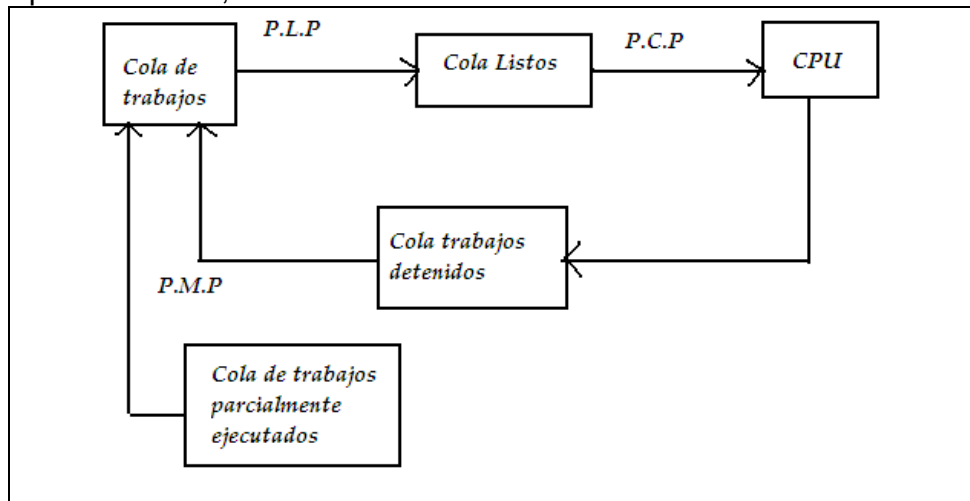 P.L.P
P.C.P
Cola de
trabajos
Cola Listos
CPU
Cola trabajos
detenidos
P.M.P
Cola de trabajos
parcialmente
ejecutados